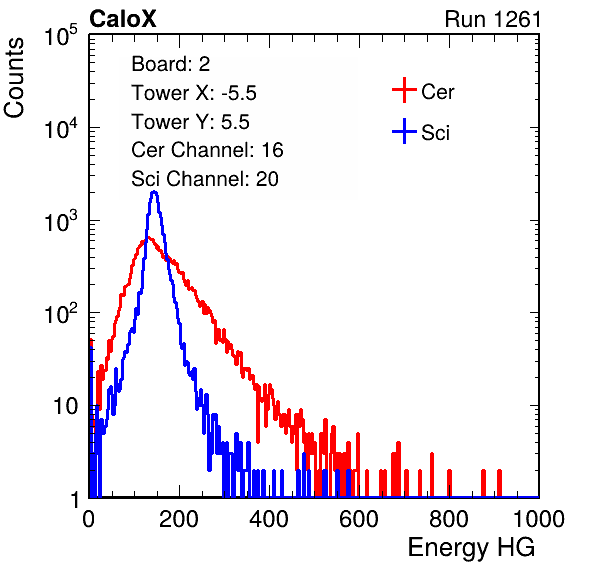 CaloX Run 1261
Counts
10^5
10^4
10^3
10^2
10
1
Board: 2
Tower X: -5.5
Tower Y: 5.5
Cer Channel: 16
Sci Channel: 20
Cer
Sci
0 200 400 600 800 1000
Energy HG